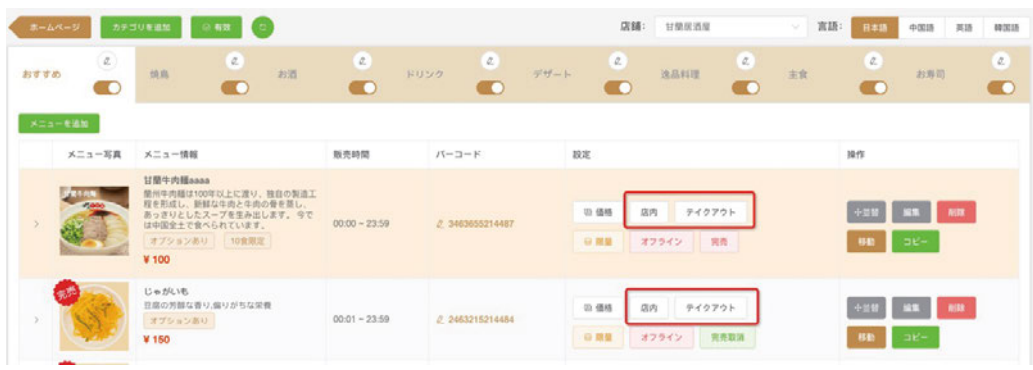 ホームページ カテゴリを追加 有効 店鋪： 甘蘭居酒屋 言語： 日本語 中国語 英語 韓国語
おすすめ 焼鳥 お酒 ドリンク デザート 逸品料理 主食 お寿司
メニューを追加
メニュー写真 メニュー情報 販売時間 バーコード 設定 操作
甘蘭牛肉麺aaaa
蘭州牛肉麺は100年以上に渡り、独自の製造工
程を形成し、新鮮な牛肉と牛肉の骨を蒸し、
あっさりとしたスープを生み出します。 今で
は中国全土で食べられています。
オプションあり 10食限定
¥ 100
00:00 ~ 23:59
3463655214487
価格 店内 テイクアウト
限量 オフライン 完売
並替 編集 削除
移動 コピー
完売
じゃがいも
豆腐の芳醇な香り,偏りがちな栄養
オプションあり
¥ 150
00:01 ~ 23:59
2463215214484
価格 店内 テイクアウト
限量 オフライン 完売取消
並替 編集 削除
移動 コピー